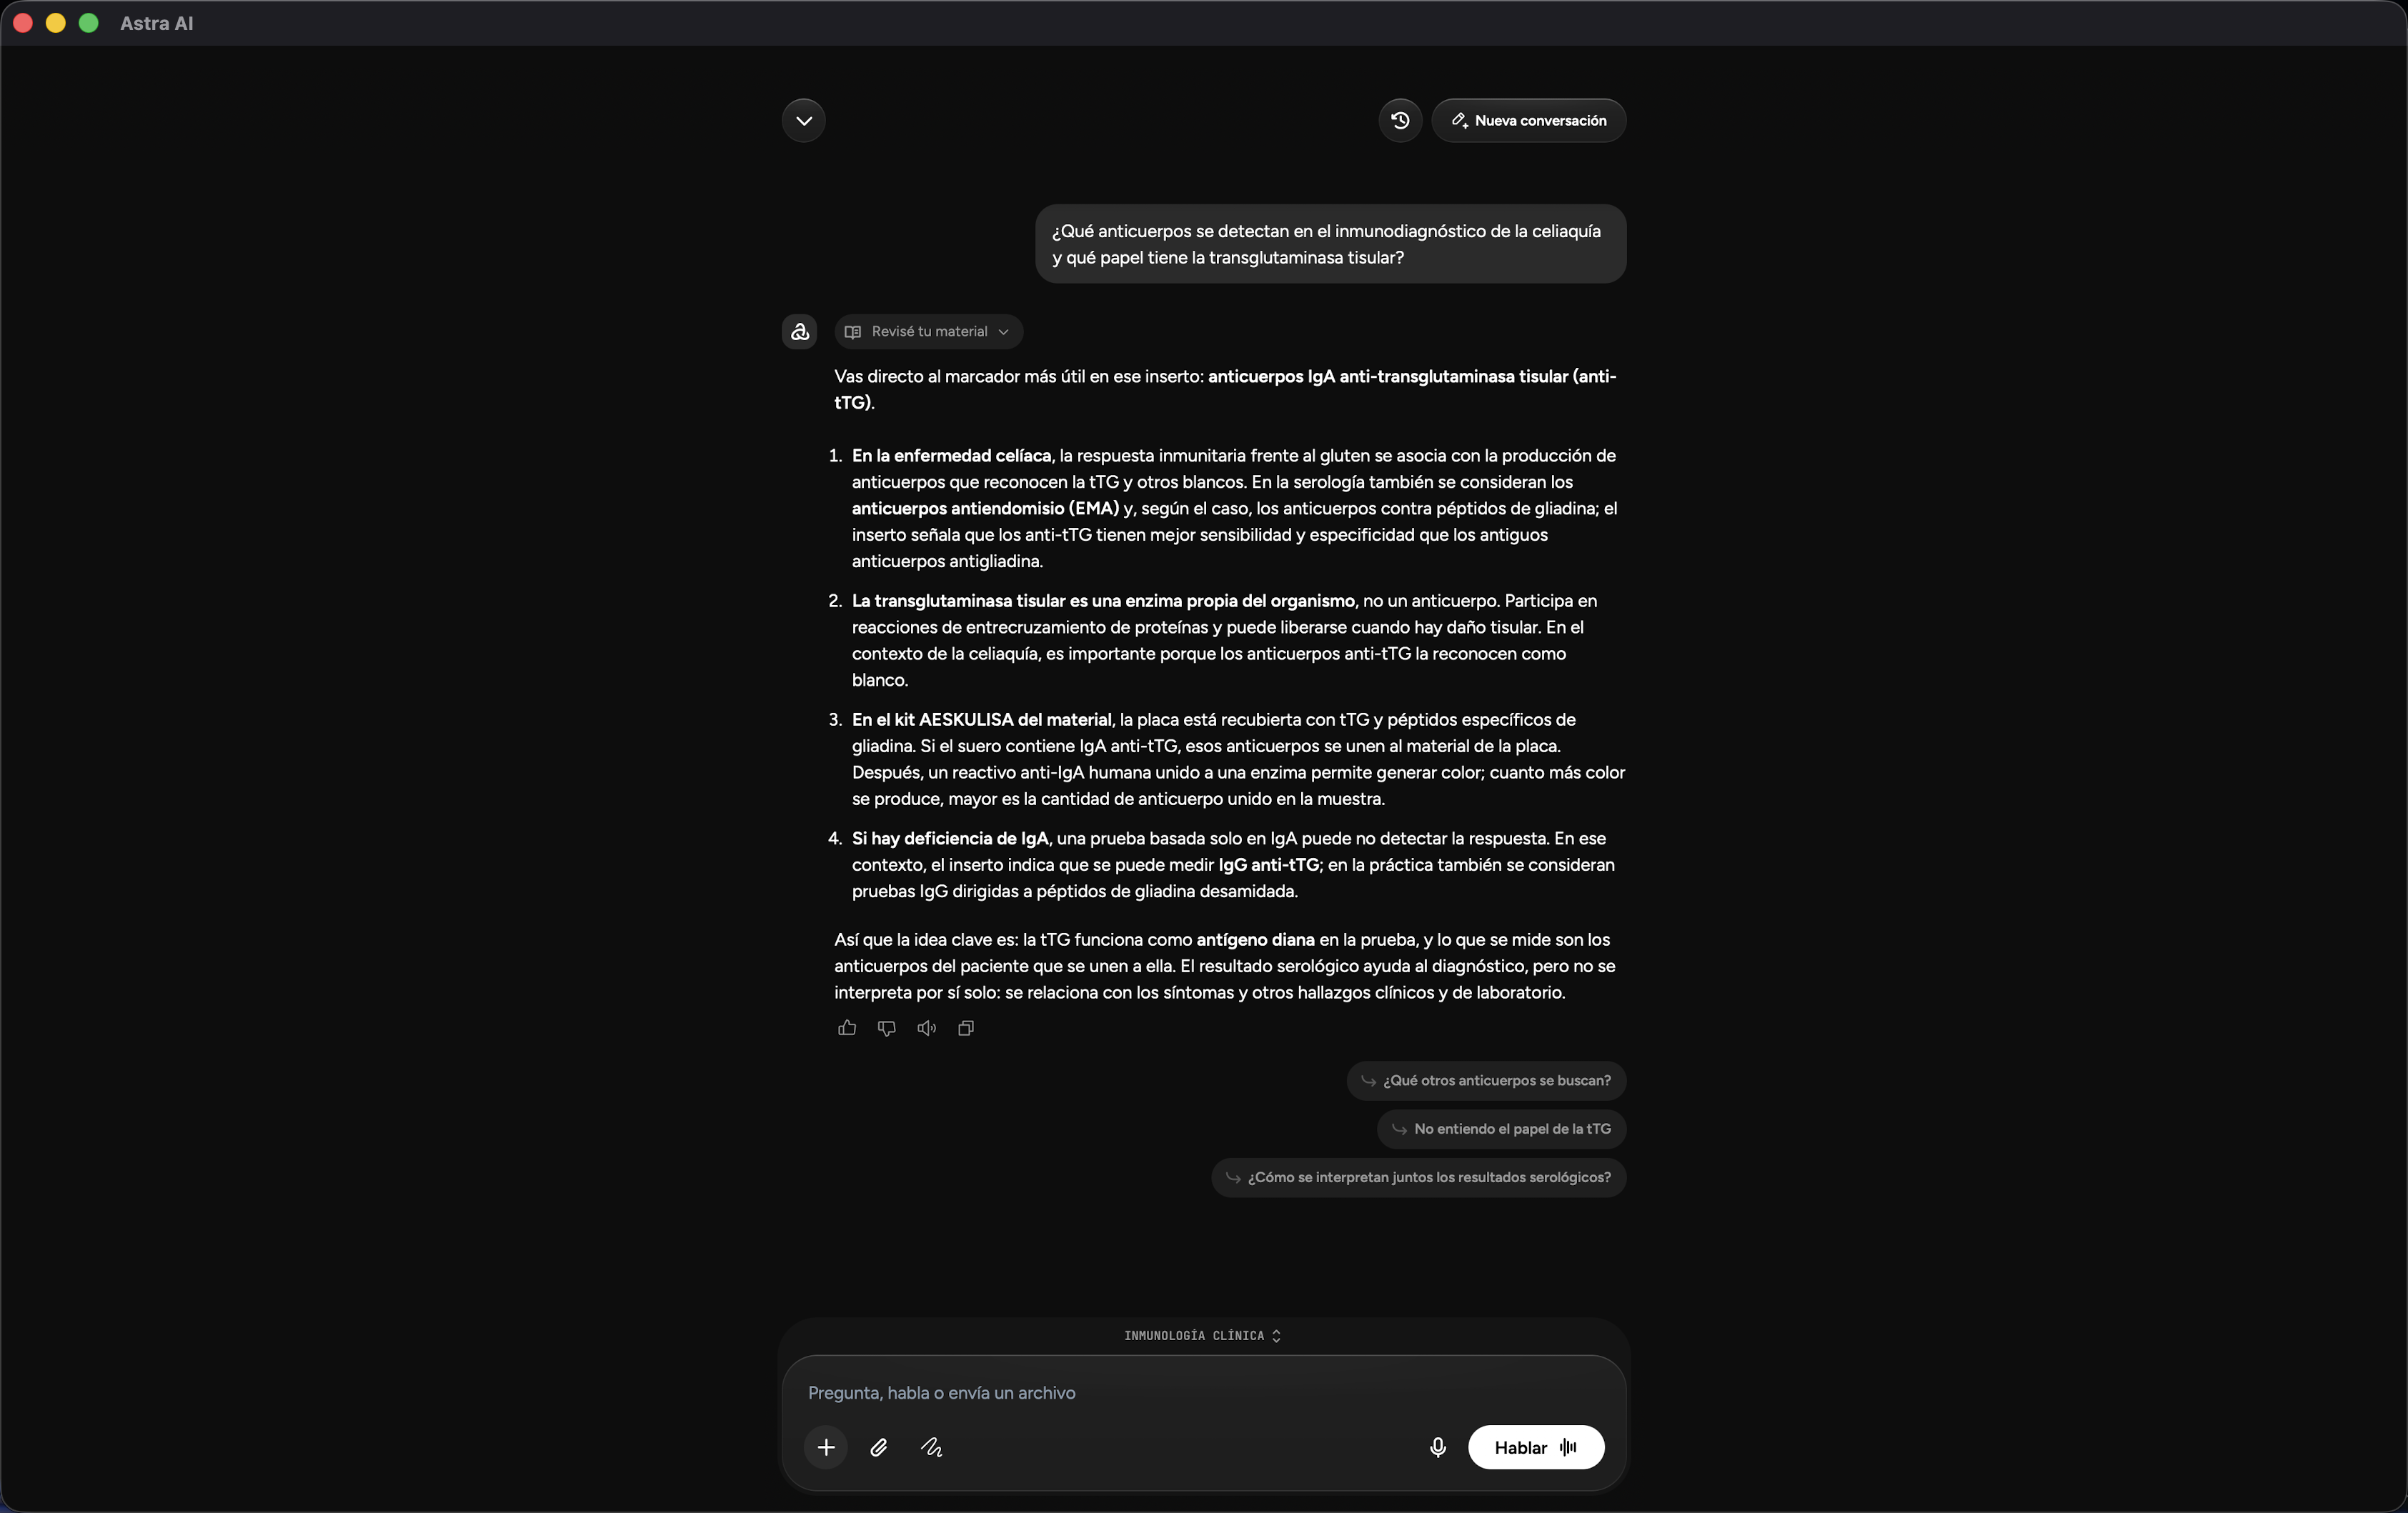 Astra AI
Nueva conversación
¿Qué anticuerpos se detectan en el inmunodiagnóstico de la celiaquía
y qué papel tiene la transglutaminasa tisular?
Revisé tu material
Vas directo al marcador más útil en ese inserto: anticuerpos IgA anti-transglutaminasa tisular (anti-
tTG).
1. En la enfermedad celíaca, la respuesta inmunitaria frente al gluten se asocia con la producción de
anticuerpos que reconocen la tTG y otros blancos. En la serología también se consideran los
anticuerpos antiendomisio (EMA) y, según el caso, los anticuerpos contra péptidos de gliadina; el
inserto señala que los anti-tTG tienen mejor sensibilidad y especificidad que los antiguos
anticuerpos antigliadina.
2. La transglutaminasa tisular es una enzima propia del organismo, no un anticuerpo. Participa en
reacciones de entrecruzamiento de proteínas y puede liberarse cuando hay daño tisular. En el
contexto de la celiaquía, es importante porque los anticuerpos anti-tTG la reconocen como
blanco.
3. En el kit AESKULISA del material, la placa está recubierta con tTG y péptidos específicos de
gliadina. Si el suero contiene IgA anti-tTG, esos anticuerpos se unen al material de la placa.
Después, un reactivo anti-IgA humana unido a una enzima permite generar color; cuanto más color
se produce, mayor es la cantidad de anticuerpo unido en la muestra.
4. Si hay deficiencia de IgA, una prueba basada solo en IgA puede no detectar la respuesta. En ese
contexto, el inserto indica que se puede medir IgG anti-tTG; en la práctica también se consideran
pruebas IgG dirigidas a péptidos de gliadina desamidada.
Así que la idea clave es: la tTG funciona como antígeno diana en la prueba, y lo que se mide son los
anticuerpos del paciente que se unen a ella. El resultado serológico ayuda al diagnóstico, pero no se
interpreta por sí solo: se relaciona con los síntomas y otros hallazgos clínicos y de laboratorio.
¿Qué otros anticuerpos se buscan?
No entiendo el papel de la tTG
¿Cómo se interpretan juntos los resultados serológicos?
INMUNOLOGÍA CLÍNICA
Pregunta, habla o envía un archivo
Hablar